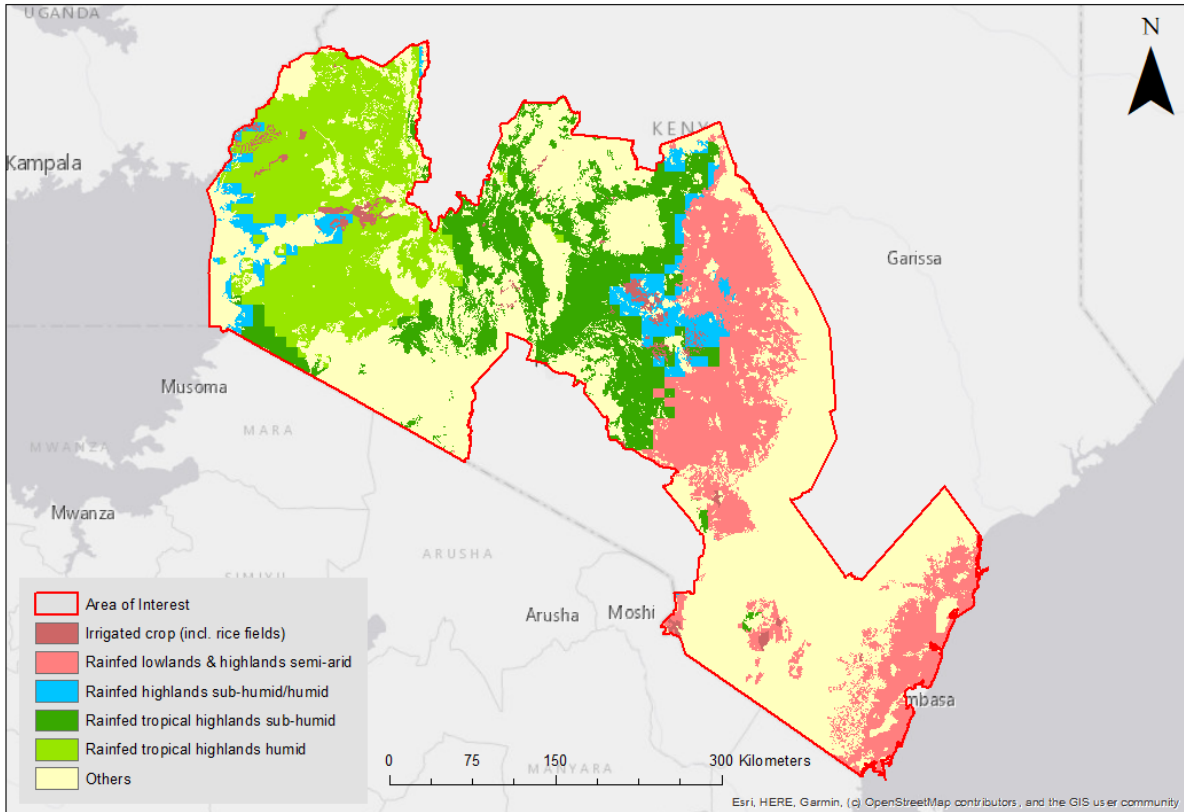 UGANDA
N
KENY
Kampala
Garissa
Musoma
MARA
MWANZA
Mwanza
ARUSHA
SIMIYU
Arusha
Moshi
mbasa
MANYARA
Area of Interest
Irrigated crop (incl. rice fields)
Rainfed lowlands & highlands semi-arid
Rainfed highlands sub-humid/humid
Rainfed tropical highlands sub-humid
Rainfed tropical highlands humid
Others
0 75 150 300 Kilometers
Esri, HERE, Garmin, (c) OpenStreetMap contributors, and the GIS user community